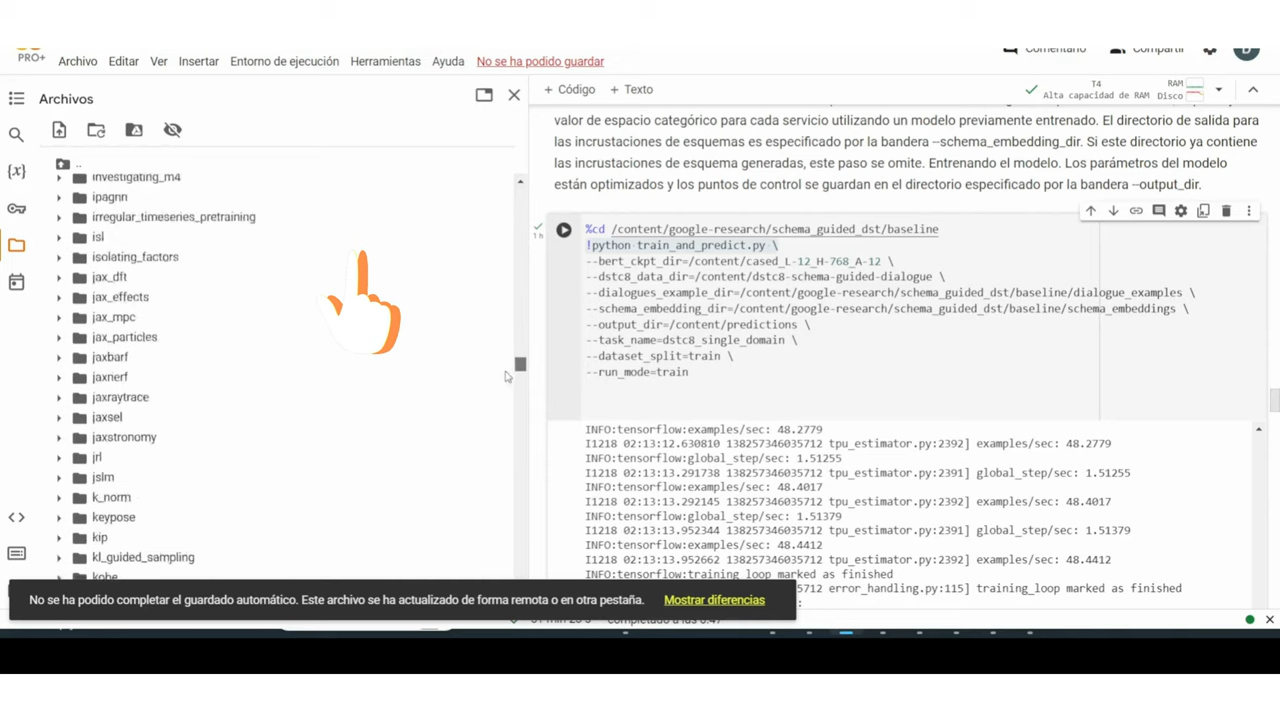 PRO+
Archivo Editar Ver Insertar Entorno de ejecución Herramientas Ayuda No se ha podido guardar
Comentario Compartir
Archivos
+ Código + Texto
T4
Alta capacidad de RAM
RAM
Disco
..
investigating_m4
ipagnn
irregular_timeseries_pretraining
isl
isolating_factors
jax_dft
jax_effects
jax_mpc
jax_particles
jaxbarf
jaxnerf
jaxraytrace
jaxsel
jaxstronomy
jrl
jslm
k_norm
keypose
kip
kl_guided_sampling
kobe
valor de espacio categórico para cada servicio utilizando un modelo previamente entrenado. El directorio de salida para
las incrustaciones de esquemas es especificado por la bandera --schema_embedding_dir. Si este directorio ya contiene
las incrustaciones de esquema generadas, este paso se omite. Entrenando el modelo. Los parámetros del modelo
están optimizados y los puntos de control se guardan en el directorio especificado por la bandera --output_dir.
1 h
%cd /content/google-research/schema_guided_dst/baseline
!python train_and_predict.py \
--bert_ckpt_dir=/content/cased_L-12_H-768_A-12 \
--dstc8_data_dir=/content/dstc8-schema-guided-dialogue \
--dialogues_example_dir=/content/google-research/schema_guided_dst/baseline/dialogue_examples \
--schema_embedding_dir=/content/google-research/schema_guided_dst/baseline/schema_embeddings \
--output_dir=/content/predictions \
--task_name=dstc8_single_domain \
--dataset_split=train \
--run_mode=train
INFO:tensorflow:examples/sec: 48.2779
I1218 02:13:12.630810 138257346035712 tpu_estimator.py:2392] examples/sec: 48.2779
INFO:tensorflow:global_step/sec: 1.51255
I1218 02:13:13.291738 138257346035712 tpu_estimator.py:2391] global_step/sec: 1.51255
INFO:tensorflow:examples/sec: 48.4017
I1218 02:13:13.292145 138257346035712 tpu_estimator.py:2392] examples/sec: 48.4017
INFO:tensorflow:global_step/sec: 1.51379
I1218 02:13:13.952344 138257346035712 tpu_estimator.py:2391] global_step/sec: 1.51379
INFO:tensorflow:examples/sec: 48.4412
I1218 02:13:13.952662 138257346035712 tpu_estimator.py:2392] examples/sec: 48.4412
INFO:tensorflow:training_loop marked as finished
5712 error_handling.py:115] training_loop marked as finished
No se ha podido completar el guardado automático. Este archivo se ha actualizado de forma remota o en otra pestaña. Mostrar diferencias